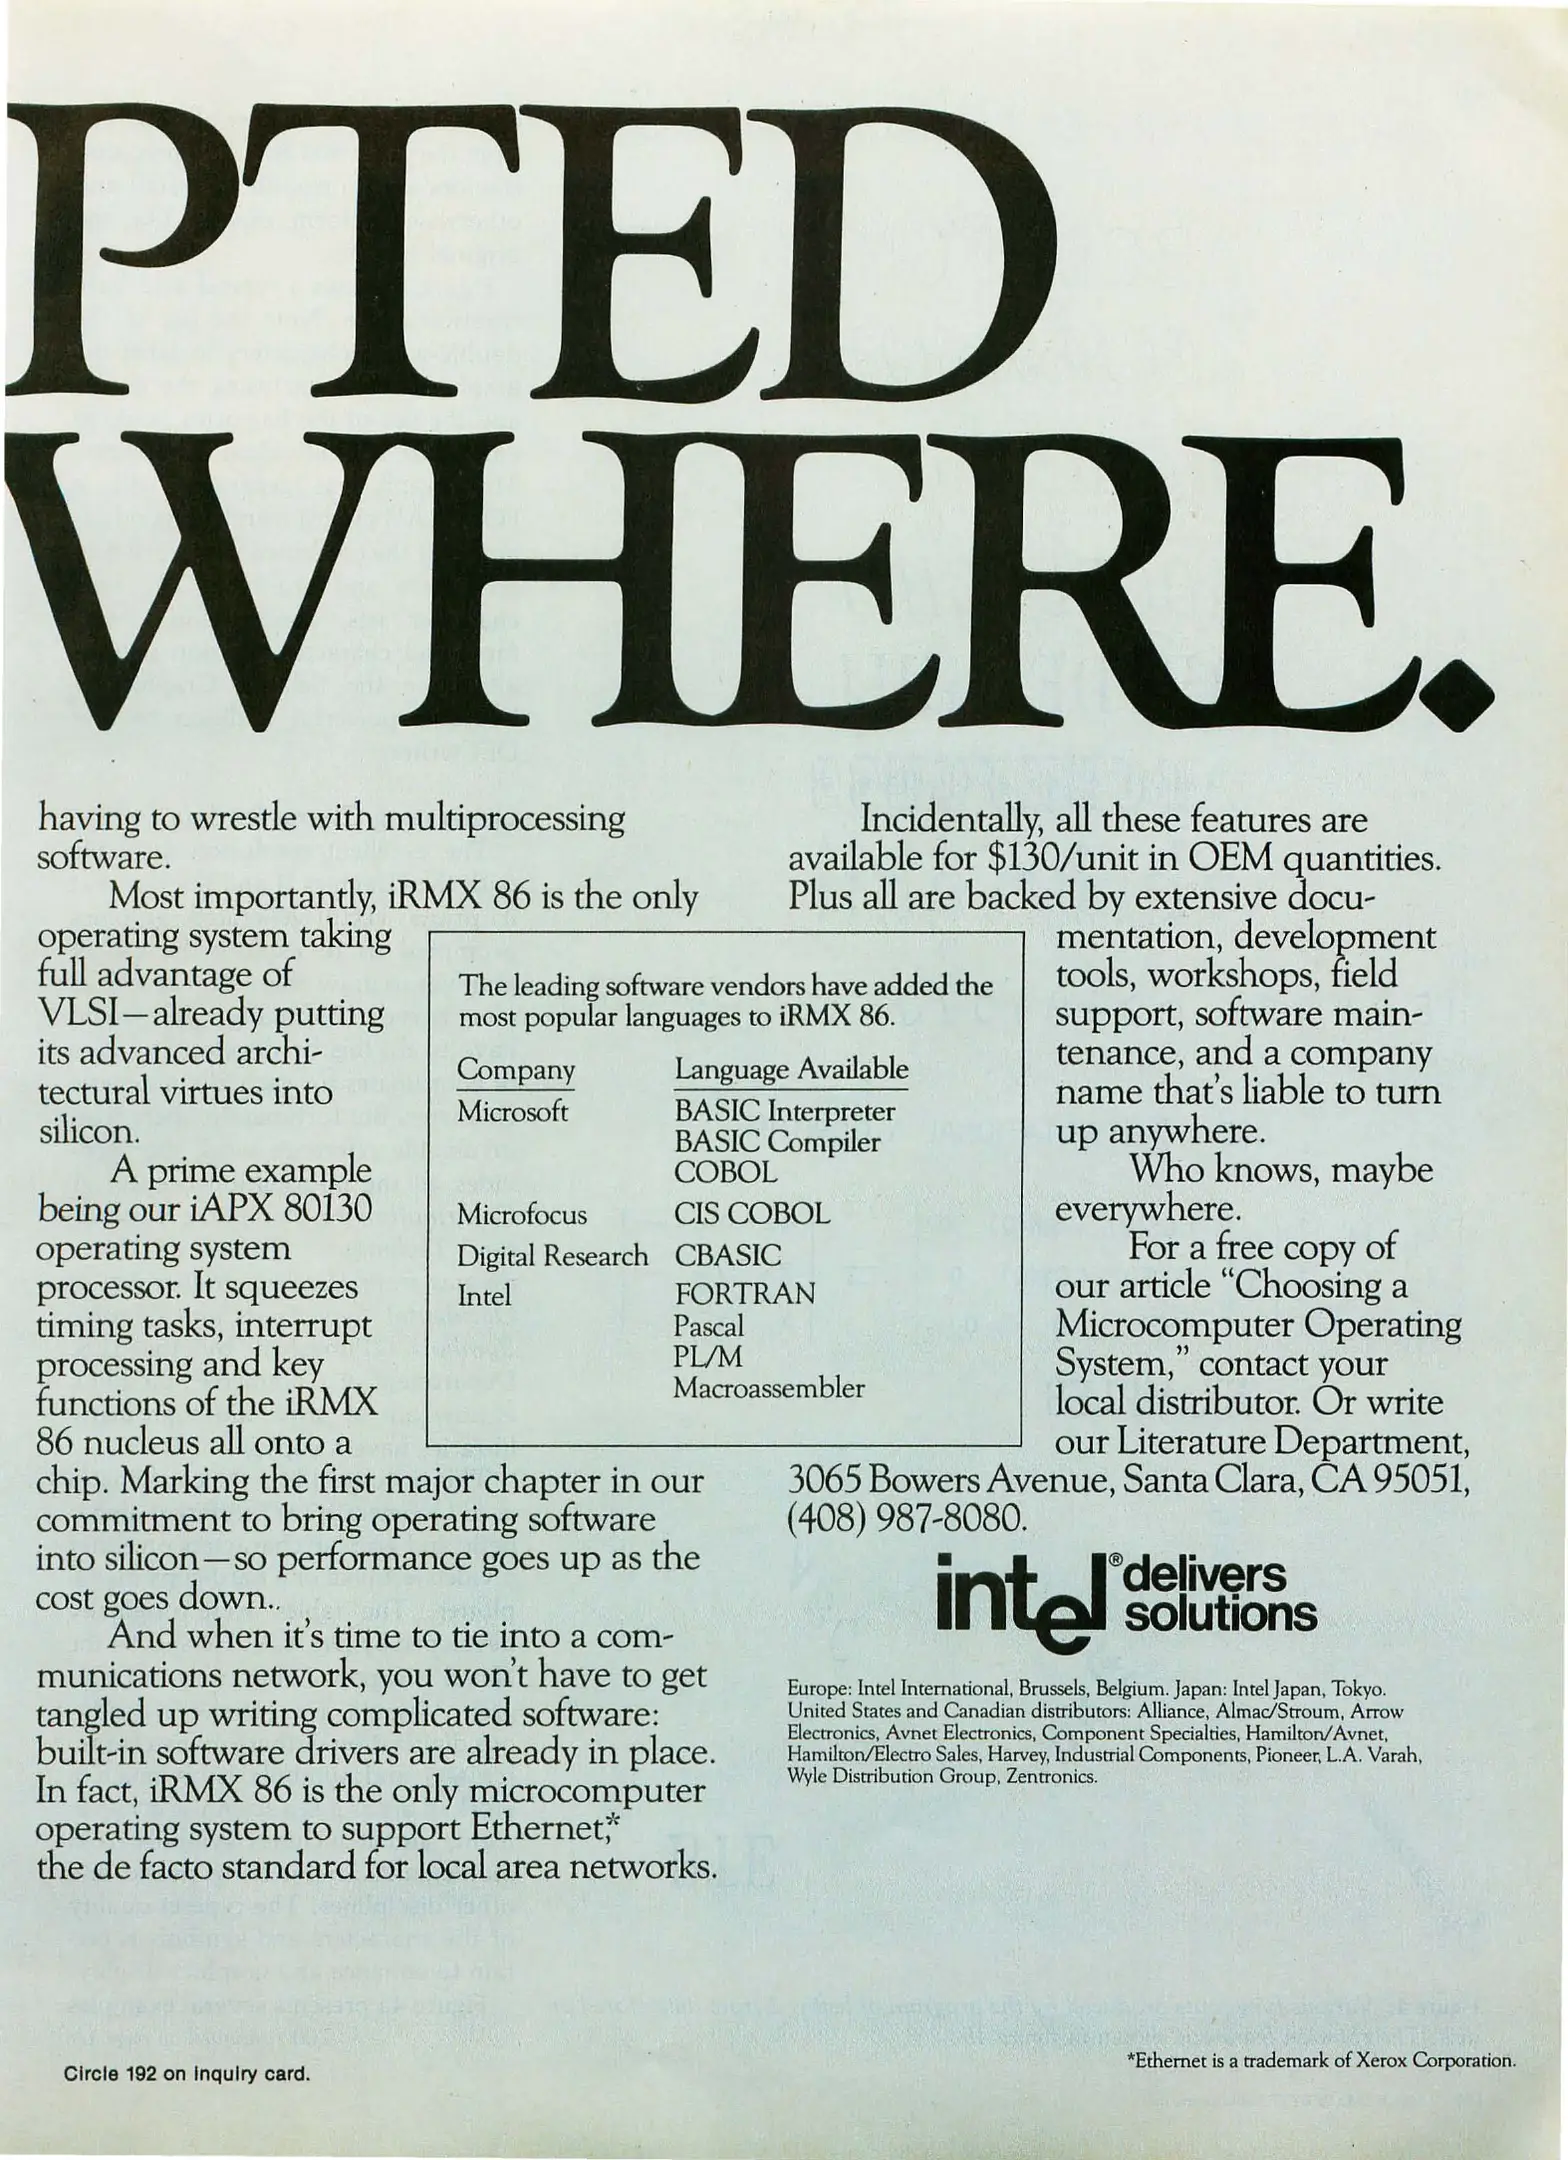 PTED
WHERE.
having to wrestle with multiprocessing
software.
Most importantly, iRMX 86 is the only
operating system taking
full advantage of
VLSI—already putting
its advanced archi-
tectural virtues into
silicon.
A prime example
being our iAPX 80130
operating system
processor. It squeezes
timing tasks, interrupt
processing and key
functions of the iRMX
86 nucleus all onto a
chip. Marking the first major chapter in our
commitment to bring operating software
into silicon—so performance goes up as the
cost goes down..
And when it's time to tie into a com-
munications network, you won't have to get
tangled up writing complicated software:
built-in software drivers are already in place.
In fact, iRMX 86 is the only microcomputer
operating system to support Ethernet,*
the de facto standard for local area networks.
The leading software vendors have added the
most popular languages to iRMX 86.
Company Language Available
Microsoft BASIC Interpreter
BASIC Compiler
COBOL
Microfocus CIS COBOL
Digital Research CBASIC
Intel FORTRAN
Pascal
PL/M
Macroassembler
Incidentally, all these features are
available for $130/unit in OEM quantities.
Plus all are backed by extensive docu-
mentation, development
tools, workshops, field
support, software main-
tenance, and a company
name that's liable to turn
up anywhere.
Who knows, maybe
everywhere.
For a free copy of
our article “Choosing a
Microcomputer Operating
System,” contact your
local distributor. Or write
our Literature Department,
3065 Bowers Avenue, Santa Clara, CA 95051,
(408) 987-8080.
intel® delivers
solutions
Europe: Intel International, Brussels, Belgium. Japan: Intel Japan, Tokyo.
United States and Canadian distributors: Alliance, Almac/Stroum, Arrow
Electronics, Avnet Electronics, Component Specialties, Hamilton/Avnet,
Hamilton/Electro Sales, Harvey, Industrial Components, Pioneer, L.A. Varah,
Wyle Distribution Group, Zentronics.
Circle 192 on inquiry card.
*Ethernet is a trademark of Xerox Corporation.